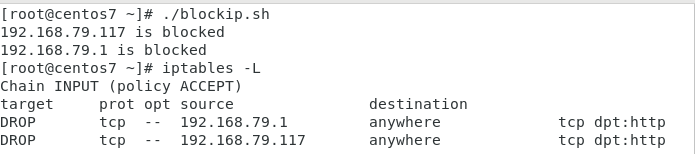 [root@centos7 ~]# ./blockip.sh
192.168.79.117 is blocked
192.168.79.1 is blocked
[root@centos7 ~]# iptables -L
Chain INPUT (policy ACCEPT)
target     prot opt source               destination
DROP       tcp  --  192.168.79.1         anywhere             tcp dpt:http
DROP       tcp  --  192.168.79.117       anywhere             tcp dpt:http